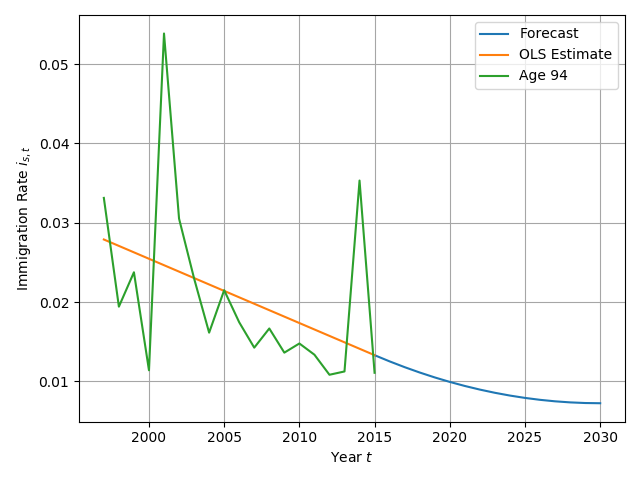 Forecast
OLS Estimate
Age 94
Immigration Rate i_{s,t}
0.05
0.04
0.03
0.02
0.01
2000 2005 2010 2015 2020 2025 2030
Year t